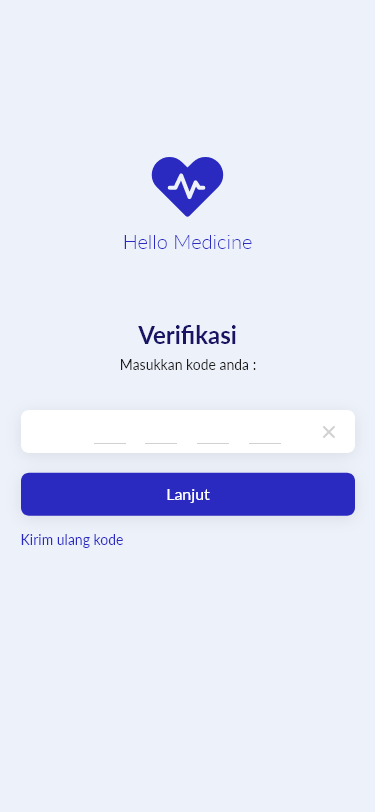 Hello Medicine
Verifikasi
Masukkan kode anda :
Lanjut
Kirim ulang kode